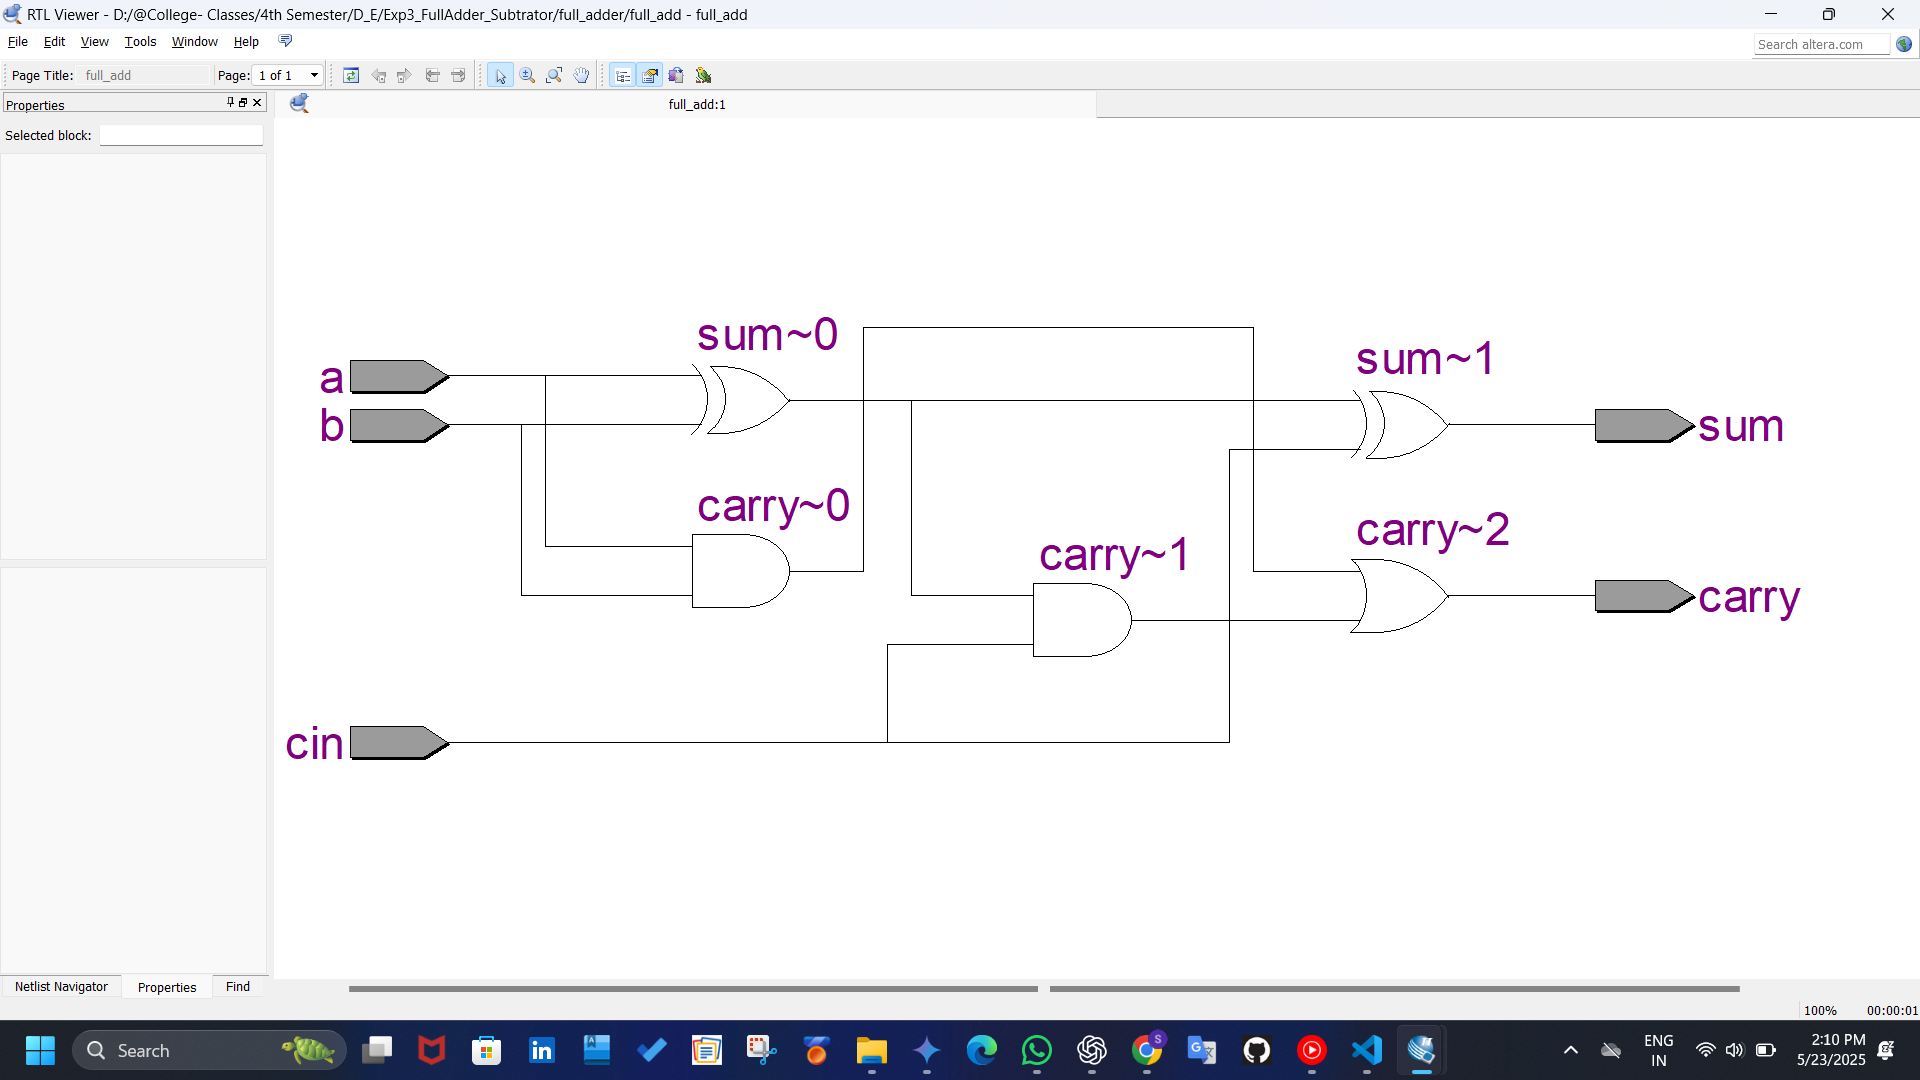 RTL Viewer - D:/@College- Classes/4th Semester/D_E/Exp3_FullAdder_Subtrator/full_adder/full_add - full_add
File Edit View Tools Window Help
Search altera.com
Page Title: full_add Page: 1 of 1
Properties
full_add:1
Selected block:
sum~0
sum~1
a
b
sum
carry~0
carry~2
carry~1
carry
cin
Netlist Navigator Properties Find
100% 00:00:01
Search
ENG
IN
2:10 PM
5/23/2025